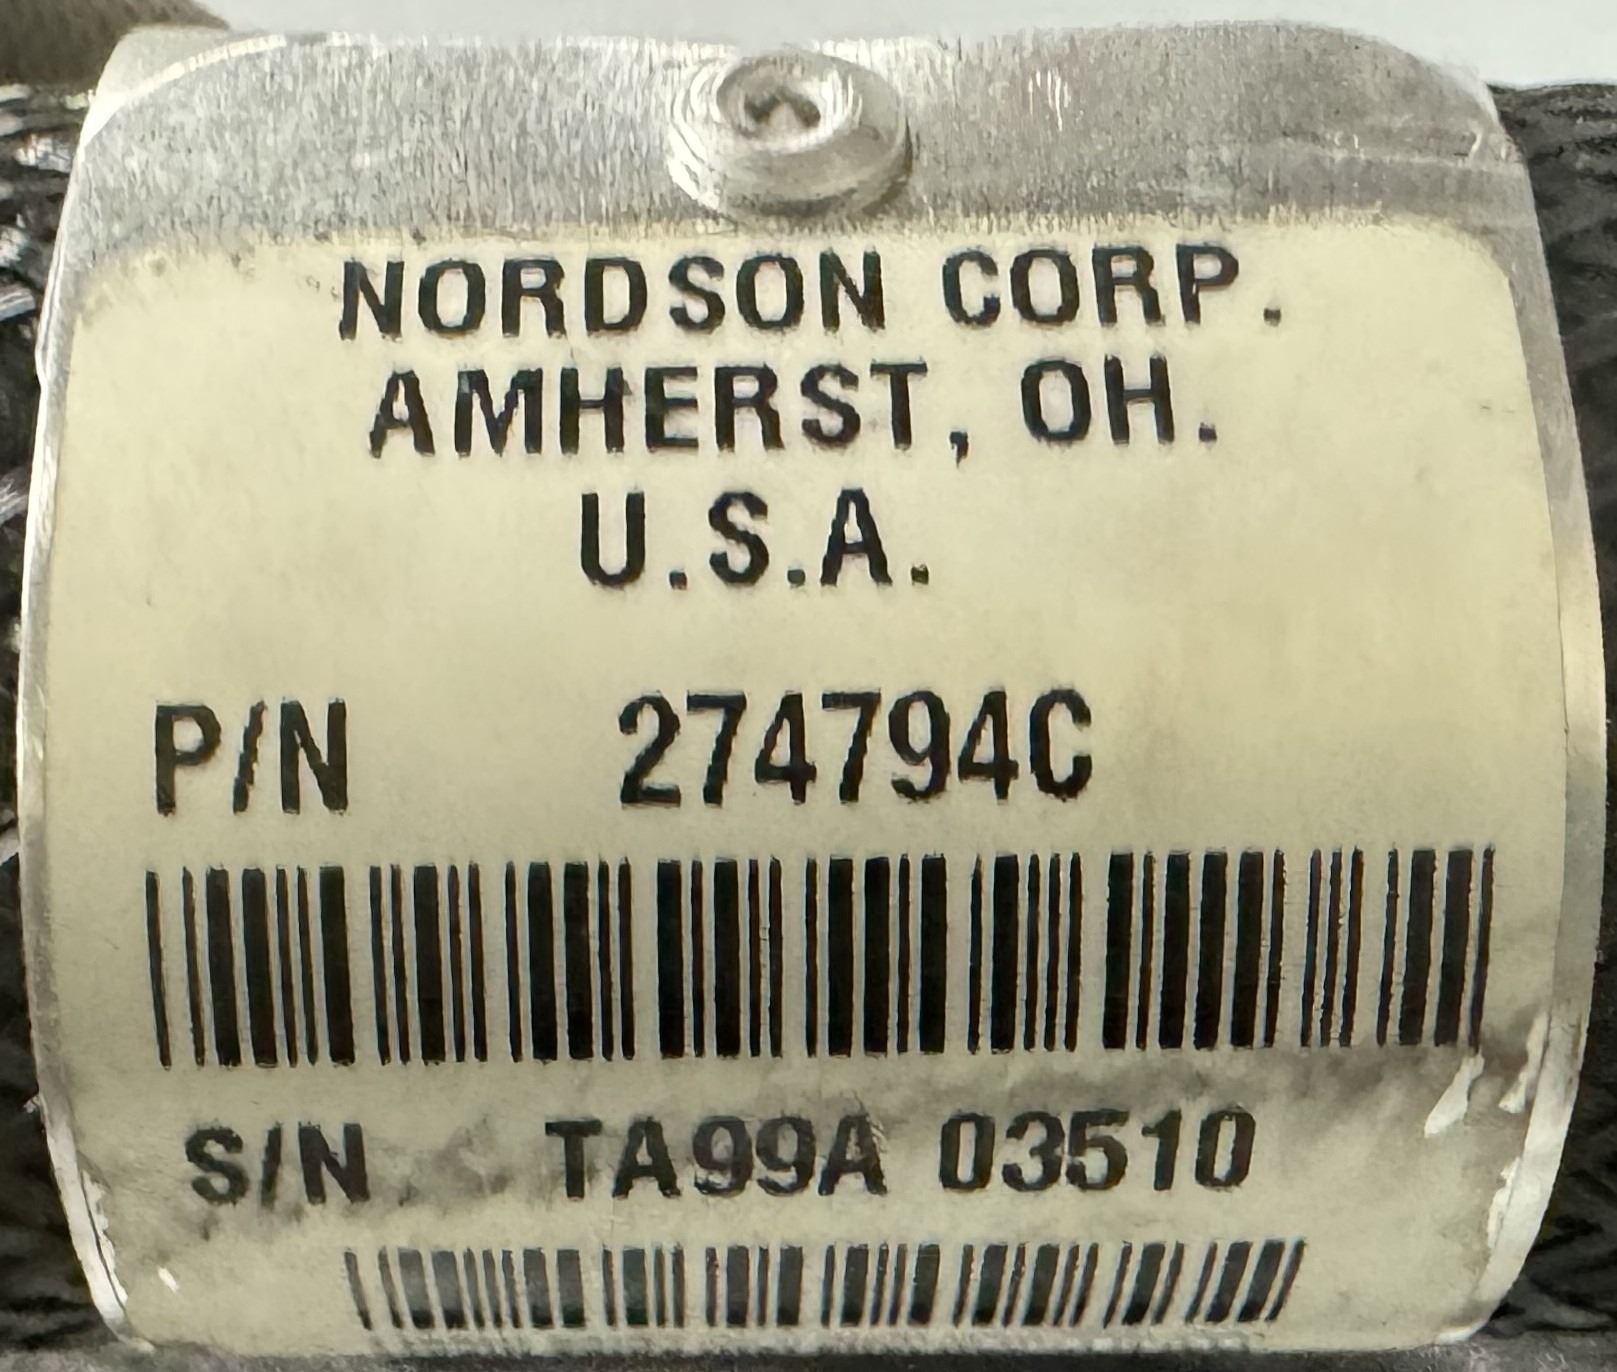 NORDSON CORP.
AMHERST, OH.
U.S.A.
P/N 274794C
S/N TA99A 03510